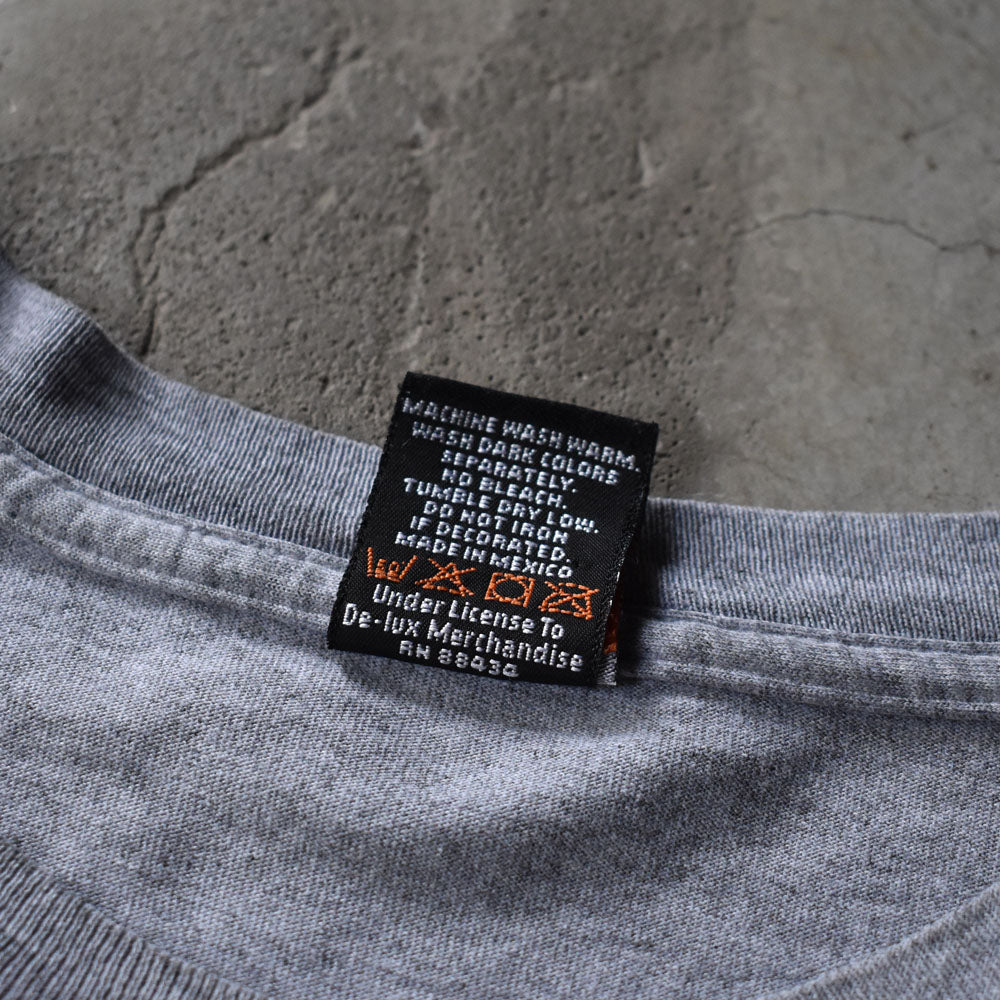 MACHINE WASH WARM.
WASH DARK COLORS
SEPARATELY.
NO BLEACH.
TUMBLE DRY LOW.
DO NOT IRON
IF DECORATED.
MADE IN MEXICO
Under License To
De-lux Merchandise
RN 88434